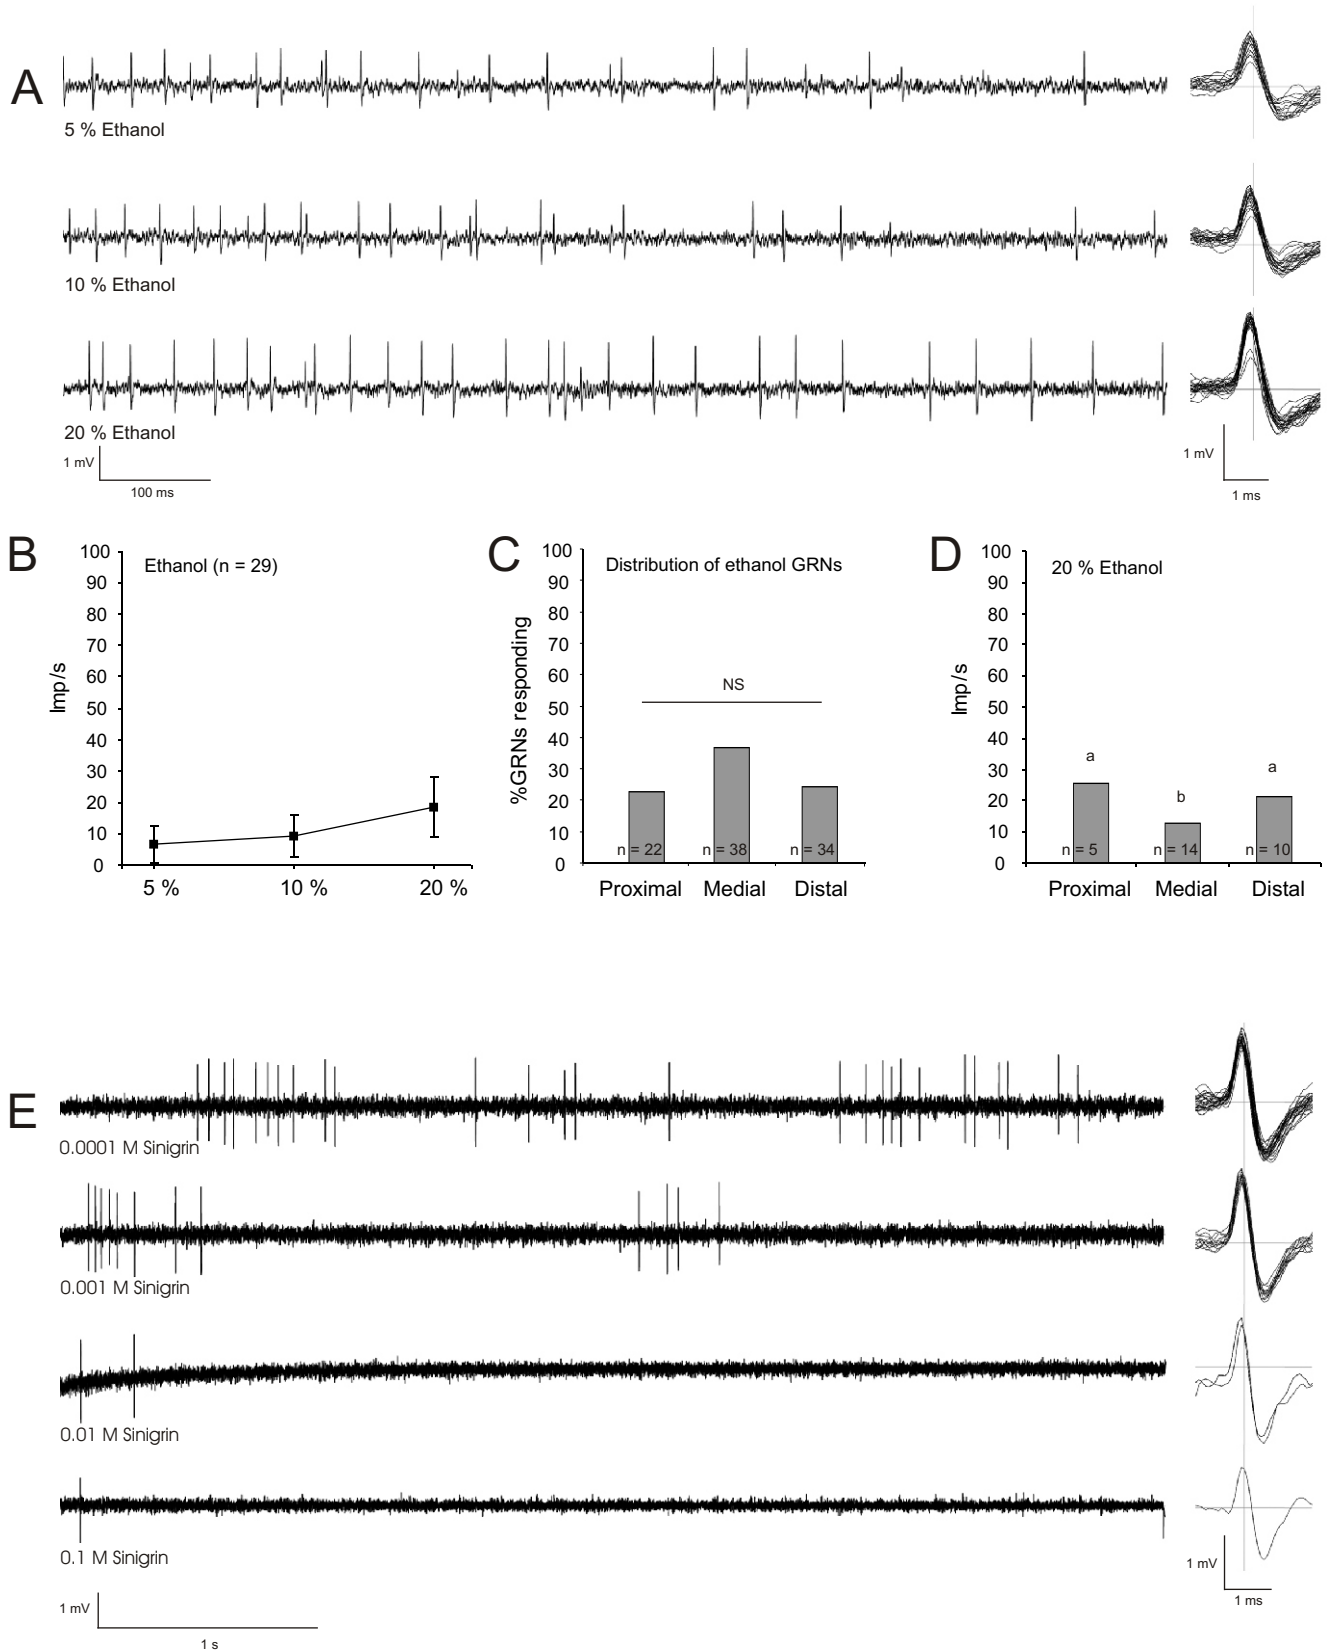 A
5 % Ethanol
10 % Ethanol
20 % Ethanol
1 mV
100 ms
1 mV
1 ms
B
Ethanol (n = 29)
Imp/s
100
90
80
70
60
50
40
30
20
10
0
5 %
10 %
20 %
C
Distribution of ethanol GRNs
%GRNs responding
100
90
80
70
60
50
40
30
20
10
0
NS
n = 22
n = 38
n = 34
Proximal
Medial
Distal
D
20 % Ethanol
Imp/s
100
90
80
70
60
50
40
30
20
10
0
a
b
a
n = 5
n = 14
n = 10
Proximal
Medial
Distal
E
0.0001 M Sinigrin
0.001 M Sinigrin
0.01 M Sinigrin
0.1 M Sinigrin
1 mV
1 s
1 mV
1 ms